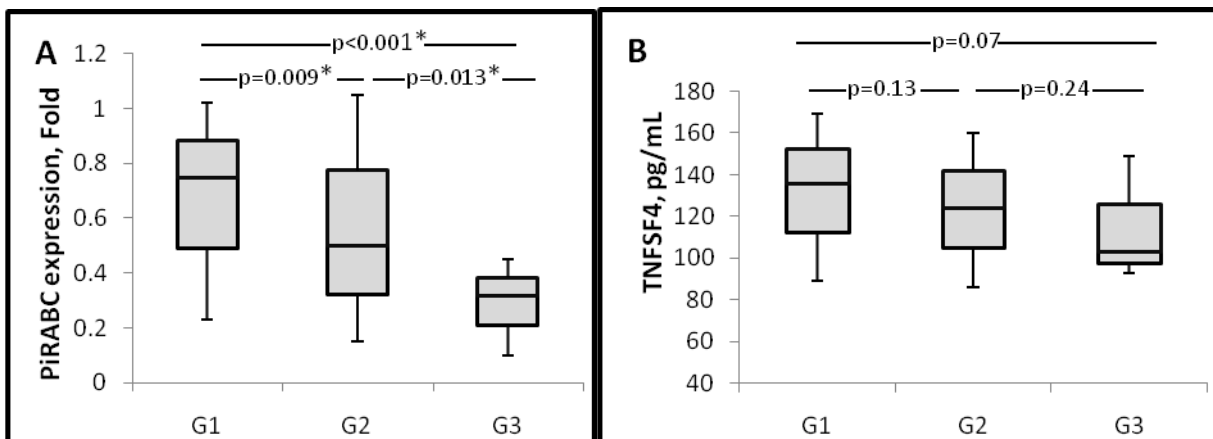 A
p<0.001*
p=0.009*
p=0.013*
PiRABC expression, Fold
1.2
1
0.8
0.6
0.4
0.2
0
G1 G2 G3
B
p=0.07
p=0.13
p=0.24
TNFSF4, pg/mL
180
160
140
120
100
80
60
40
G1 G2 G3